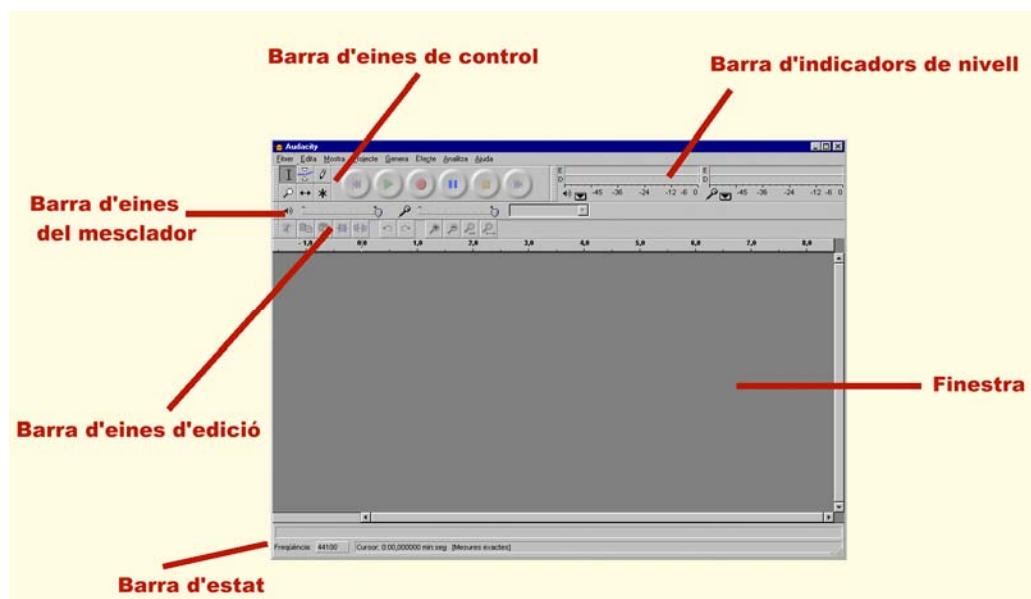 Barra d'eines de control
Barra d'indicadors de nivell
Audacity
Fitxer Edita Mostra Projecte Genera Efecte Analitza Ajuda
E
D
-45 -36 -24 -12 -6 0
E
D
-45 -36 -24 -12 -6 0
Barra d'eines
del mesclador
- 1,0 0,0 1,0 2,0 3,0 4,0 5,0 6,0 7,0 8,0
Finestra
Barra d'eines d'edició
Freqüència: 44100 Cursor: 0:00,000000 min:seg [Mesures exactes]
Barra d'estat